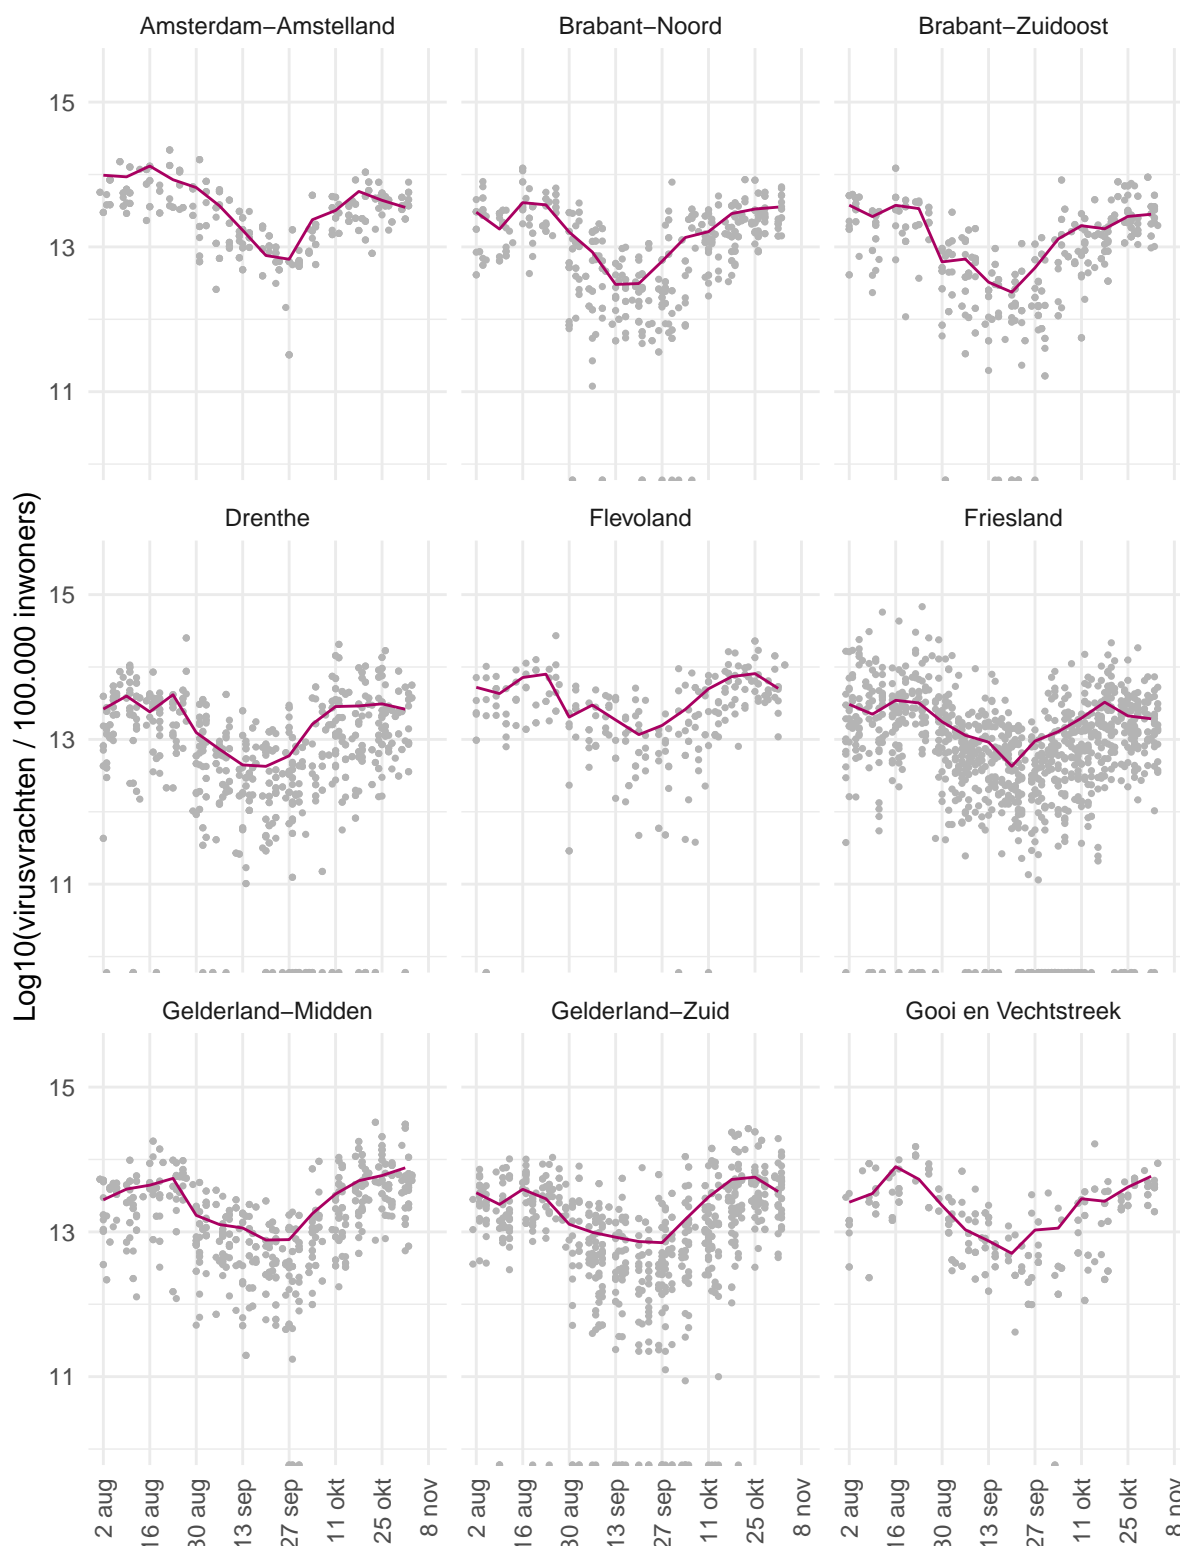 Amsterdam−Amstelland
Brabant−Noord
Brabant−Zuidoost
15
13
11
Drenthe
Flevoland
Friesland
15
13
11
Log10(virusvrachten / 100.000 inwoners)
Gelderland−Midden
Gelderland−Zuid
Gooi en Vechtstreek
15
13
11
2 aug
16 aug
30 aug
13 sep
27 sep
11 okt
25 okt
8 nov
2 aug
16 aug
30 aug
13 sep
27 sep
11 okt
25 okt
8 nov
2 aug
16 aug
30 aug
13 sep
27 sep
11 okt
25 okt
8 nov